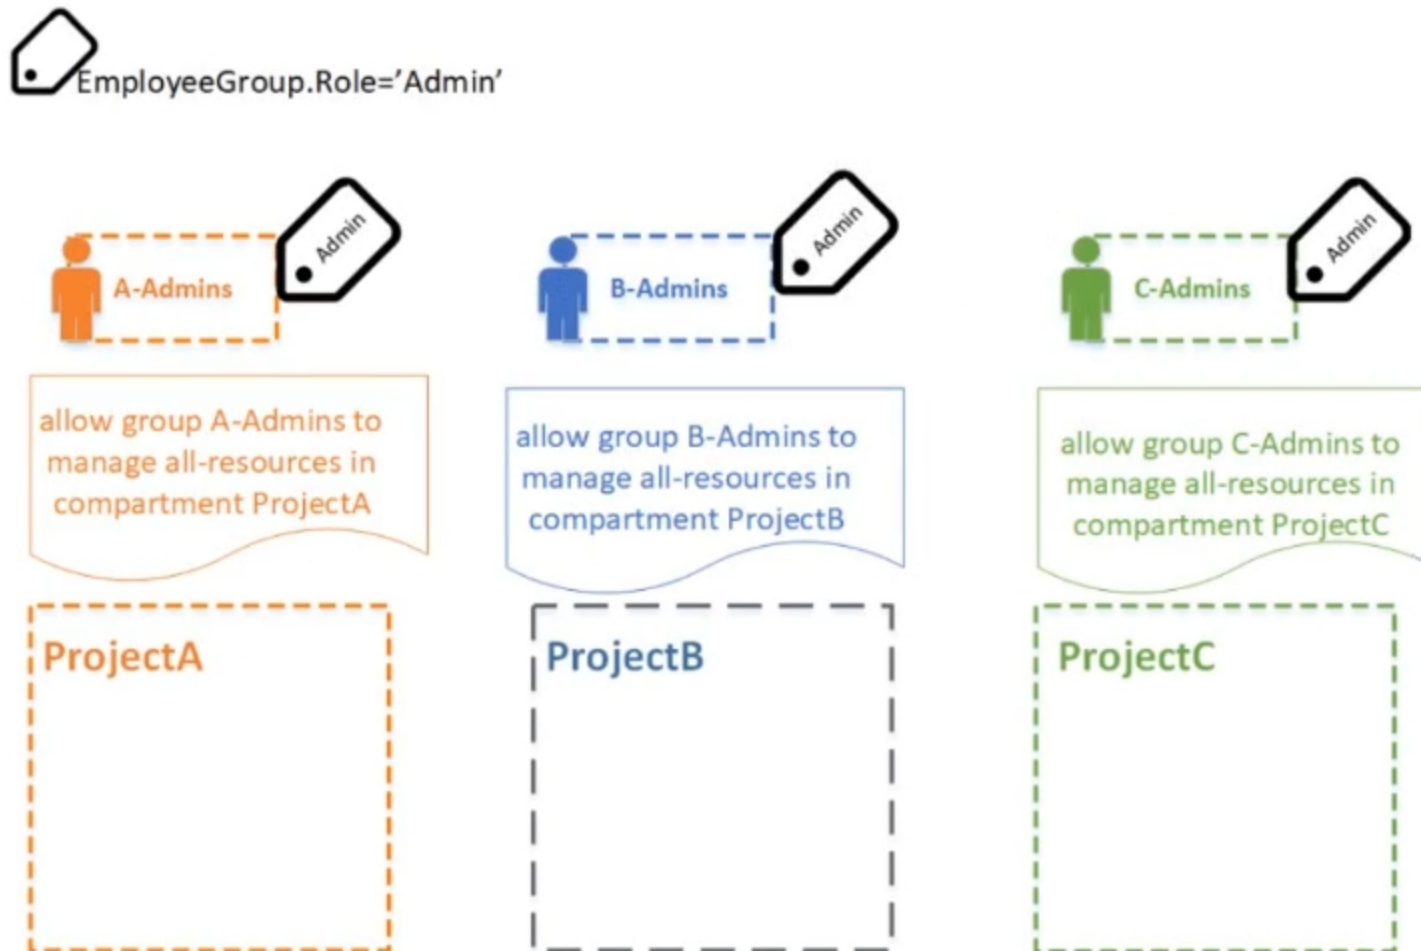 EmployeeGroup.Role=’Admin’
Admin
A-Admins
Admin
B-Admins
Admin
C-Admins
allow group A-Admins to
manage all-resources in
compartment ProjectA
allow group B-Admins to
manage all-resources in
compartment ProjectB
allow group C-Admins to
manage all-resources in
compartment ProjectC
ProjectA
ProjectB
ProjectC